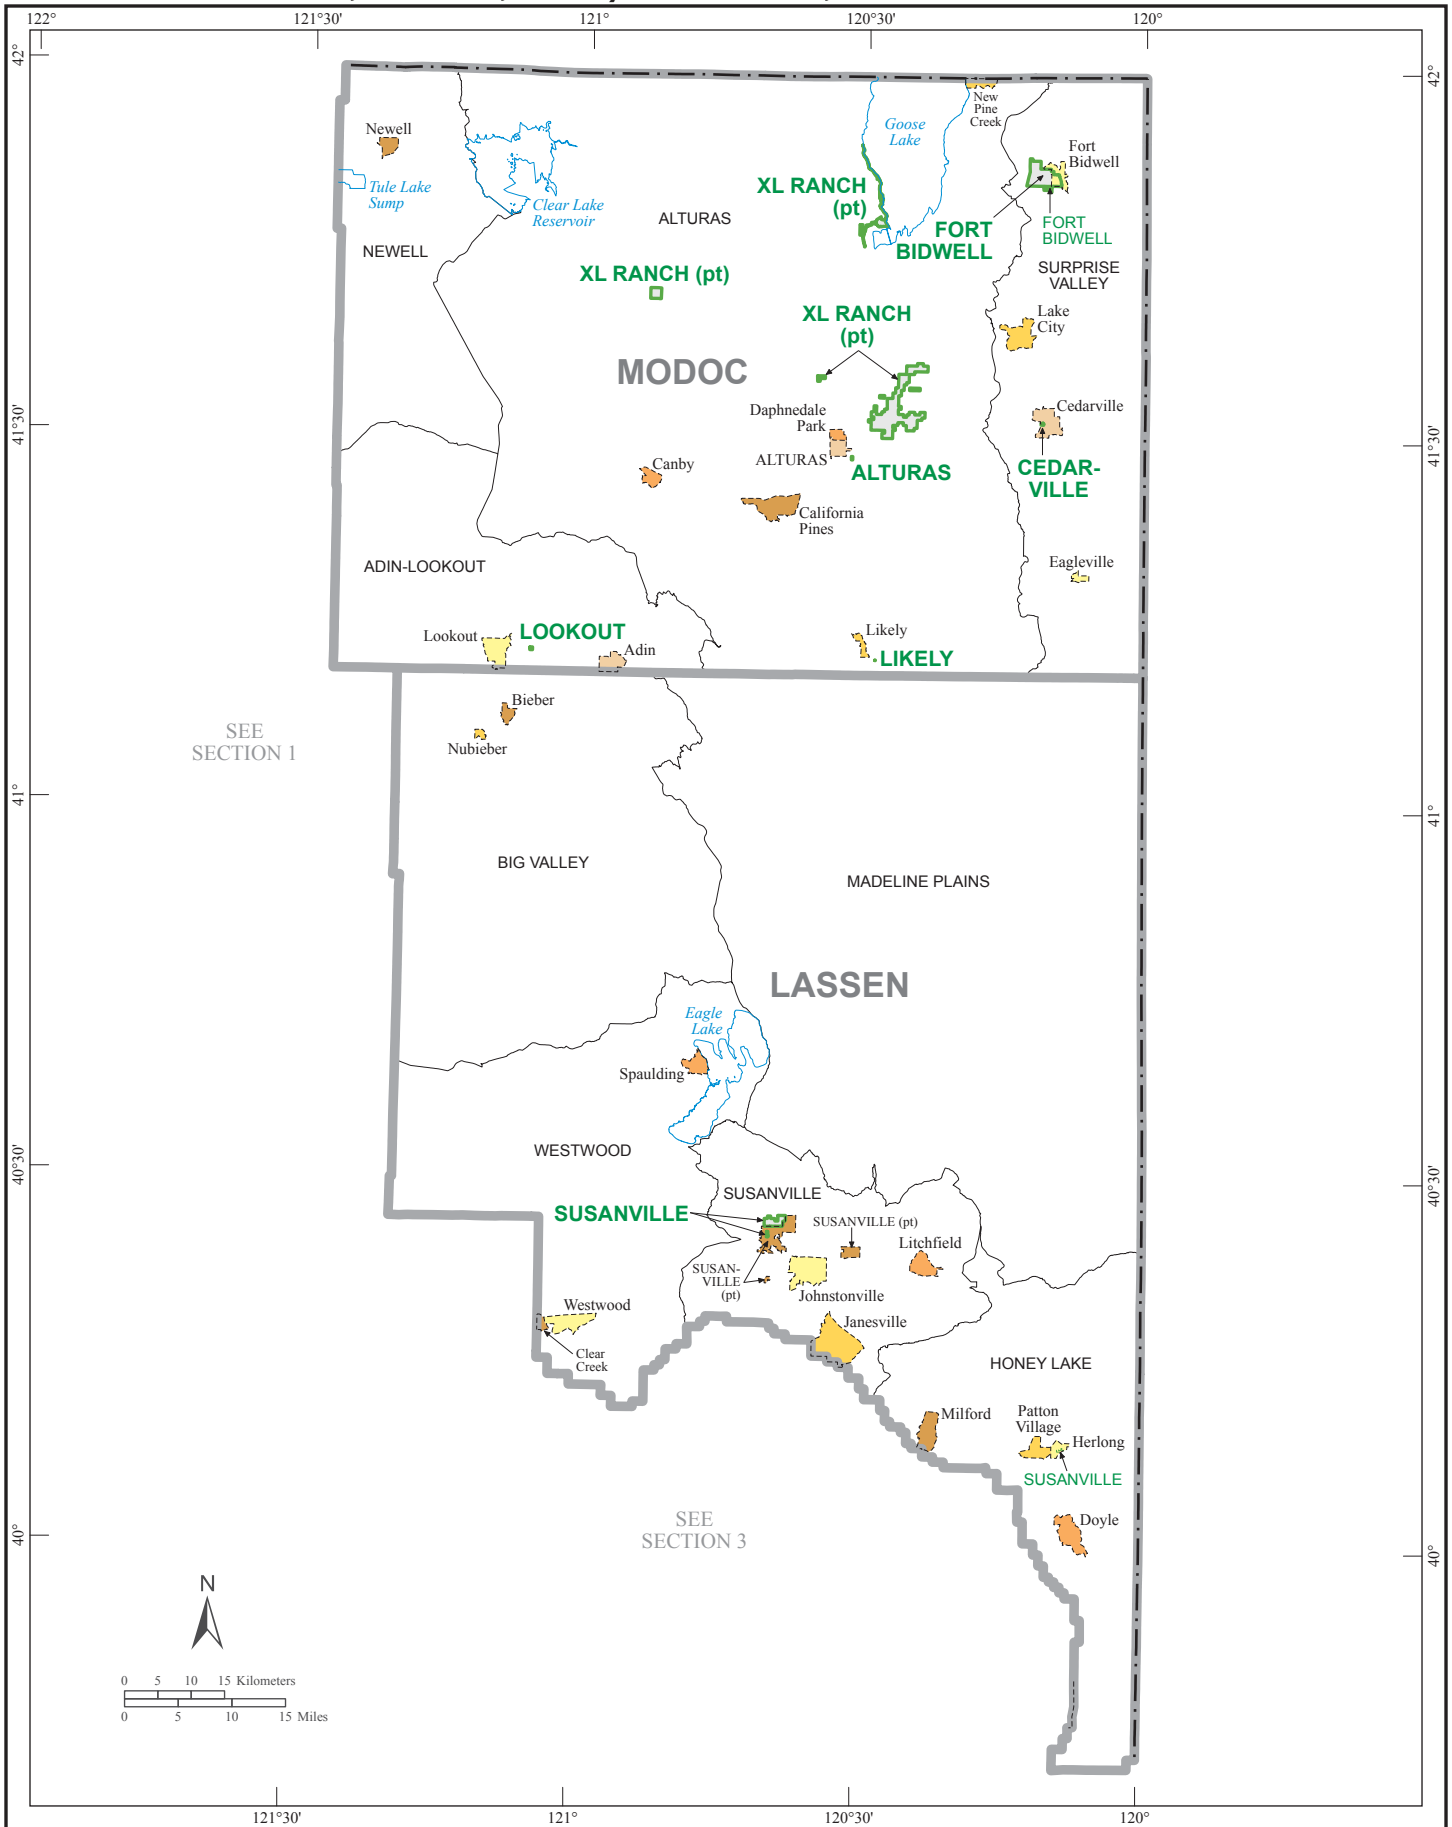 122°
121°30'
121°
120°30'
120°
42°
42°
New
Pine
Creek
Newell
Goose
Lake
Fort
Bidwell
Tule Lake
Sump
Clear Lake
Reservoir
XL RANCH
(pt)
ALTURAS
FORT
BIDWELL
FORT
BIDWELL
NEWELL
SURPRISE
VALLEY
XL RANCH (pt)
XL RANCH
(pt)
Lake
City
MODOC
Daphnedale
Park
Cedarville
41°30'
41°30'
ALTURAS
Canby
ALTURAS
CEDAR-
VILLE
California
Pines
ADIN-LOOKOUT
Eagleville
Lookout
LOOKOUT
Adin
Likely
LIKELY
Bieber
SEE
SECTION 1
Nubieber
41°
41°
BIG VALLEY
MADELINE PLAINS
LASSEN
Eagle
Lake
Spaulding
WESTWOOD
40°30'
40°30'
SUSANVILLE
SUSANVILLE
SUSANVILLE (pt)
Litchfield
SUSAN-
VILLE
(pt)
Johnstonville
Westwood
Janesville
Clear
Creek
HONEY LAKE
Milford
Patton
Village
Herlong
SUSANVILLE
SEE
SECTION 3
Doyle
40°
40°
N
0 5 10 15 Kilometers
0 5 10 15 Miles
121°30'
121°
120°30'
120°